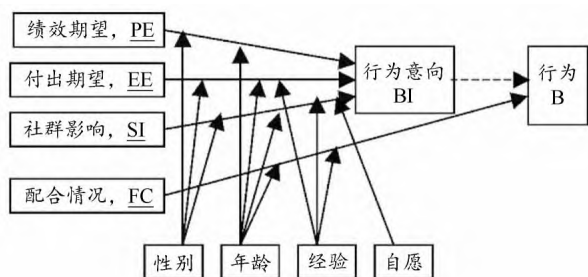 绩效期望，PE
付出期望，EE
社群影响，SI
配合情况，FC
行为意向
BI
行为
B
性别
年龄
经验
自愿